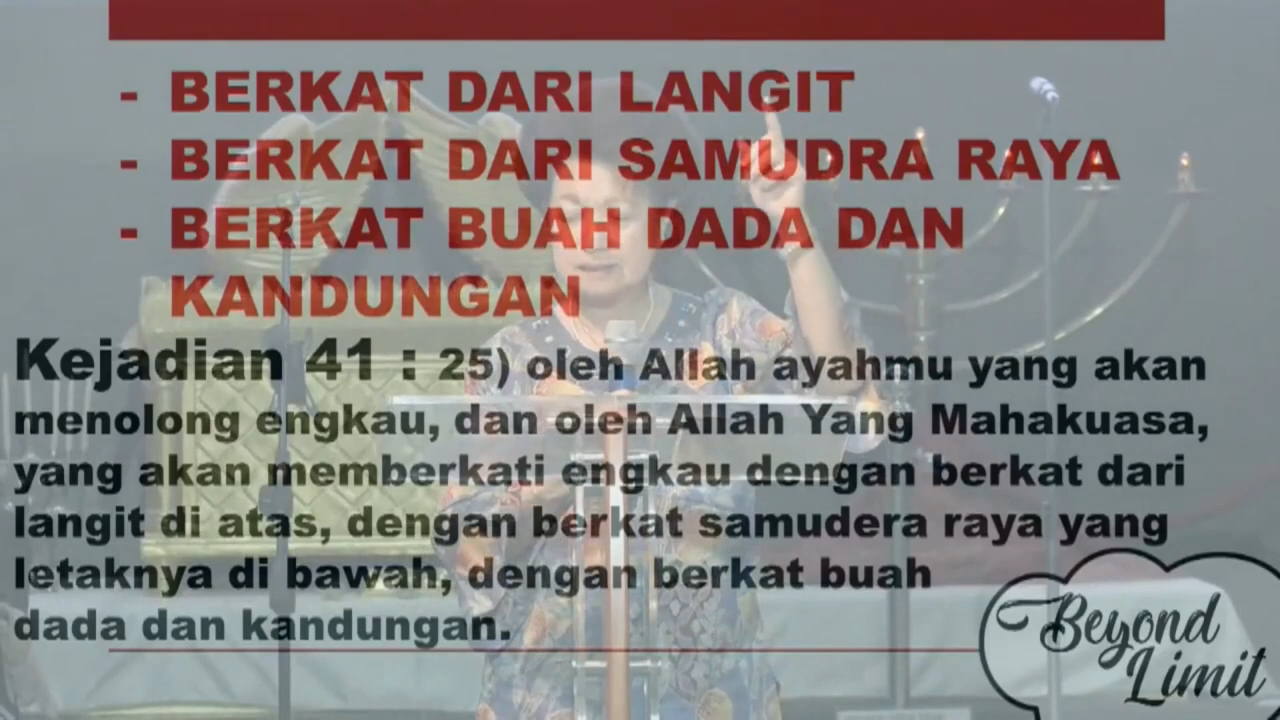 - BERKAT DARI LANGIT
- BERKAT DARI SAMUDRA RAYA
- BERKAT BUAH DADA DAN
KANDUNGAN
Kejadian 41 : 25) oleh Allah ayahmu yang akan
menolong engkau, dan oleh Allah Yang Mahakuasa,
yang akan memberkati engkau dengan berkat dari
langit di atas, dengan berkat samudera raya yang
letaknya di bawah, dengan berkat buah
dada dan kandungan.
Beyond
Limit